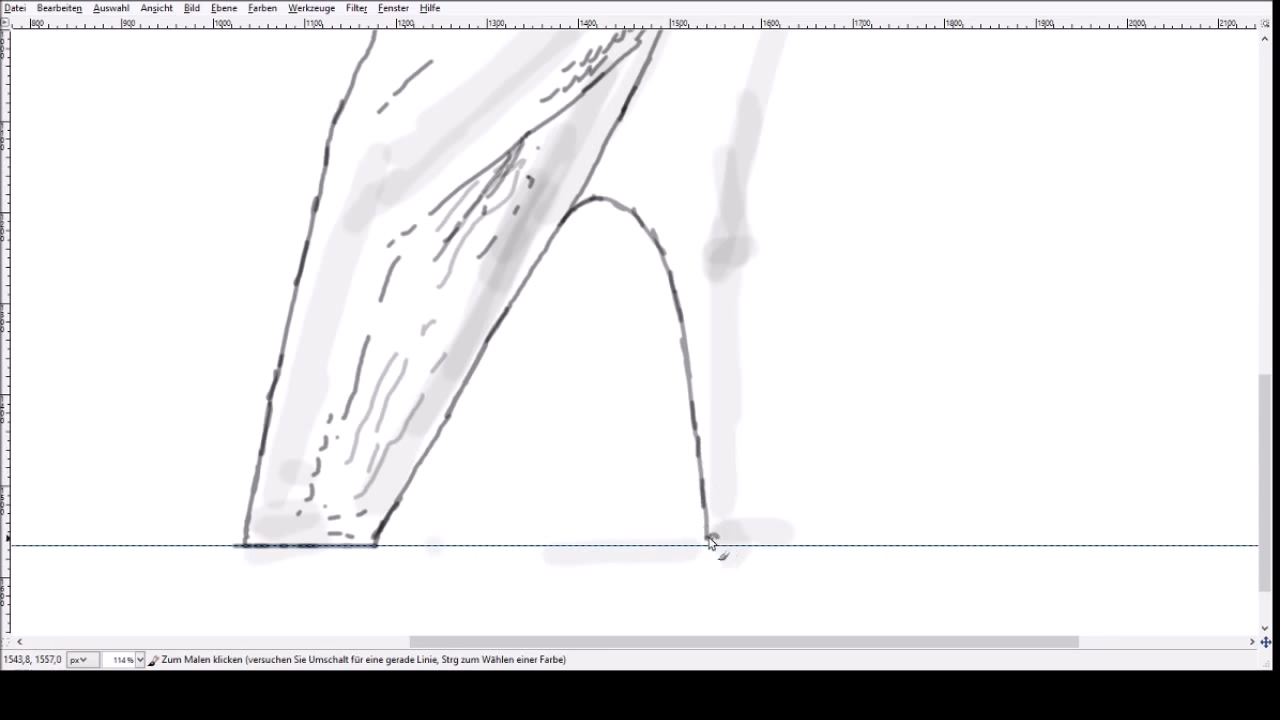 Datei Bearbeiten Auswahl Ansicht Bild Ebene Farben Werkzeuge Filter Fenster Hilfe
800 900 1000 1100 1200 1300 1400 1500 1600 1700 1800 1900 2000 2100
1543,8, 1557,0 px 114% Zum Malen klicken (versuchen Sie Umschalt für eine gerade Linie, Strg zum Wählen einer Farbe)